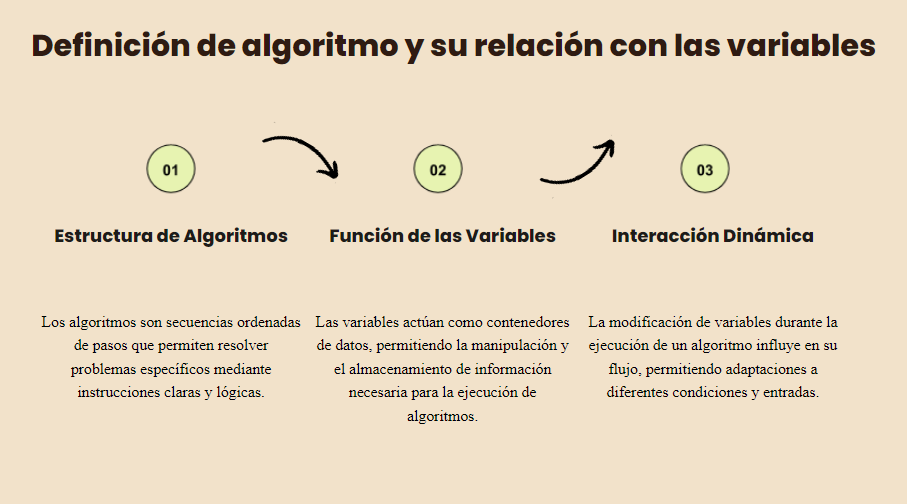 Definición de algoritmo y su relación con las variables
01
02
03
Estructura de Algoritmos
Función de las Variables
Interacción Dinámica
Los algoritmos son secuencias ordenadas
de pasos que permiten resolver
problemas específicos mediante
instrucciones claras y lógicas.
Las variables actúan como contenedores
de datos, permitiendo la manipulación y
el almacenamiento de información
necesaria para la ejecución de
algoritmos.
La modificación de variables durante la
ejecución de un algoritmo influye en su
flujo, permitiendo adaptaciones a
diferentes condiciones y entradas.